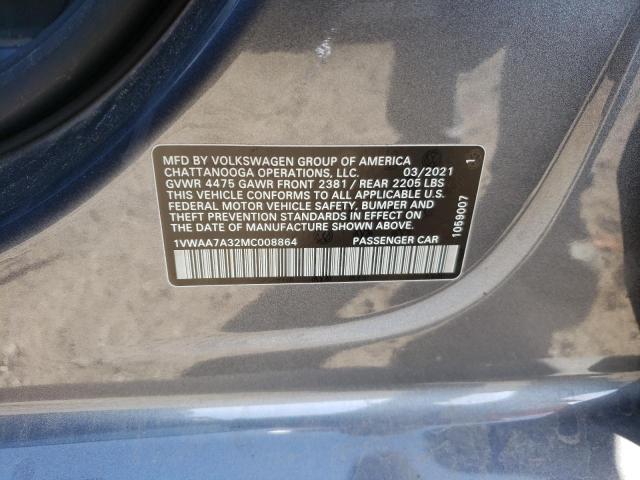 MFD BY VOLKSWAGEN GROUP OF AMERICA
CHATTANOOGA OPERATIONS, LLC. 03/2021
GVWR 4475 GAWR FRONT 2381 / REAR 2205 LBS
THIS VEHICLE CONFORMS TO ALL APPLICABLE U.S.
FEDERAL MOTOR VEHICLE SAFETY, BUMPER AND
THEFT PREVENTION STANDARDS IN EFFECT ON THE
DATE OF MANUFACTURE SHOWN ABOVE.
1VWAA7A32MC008864 PASSENGER CAR
1059007
1